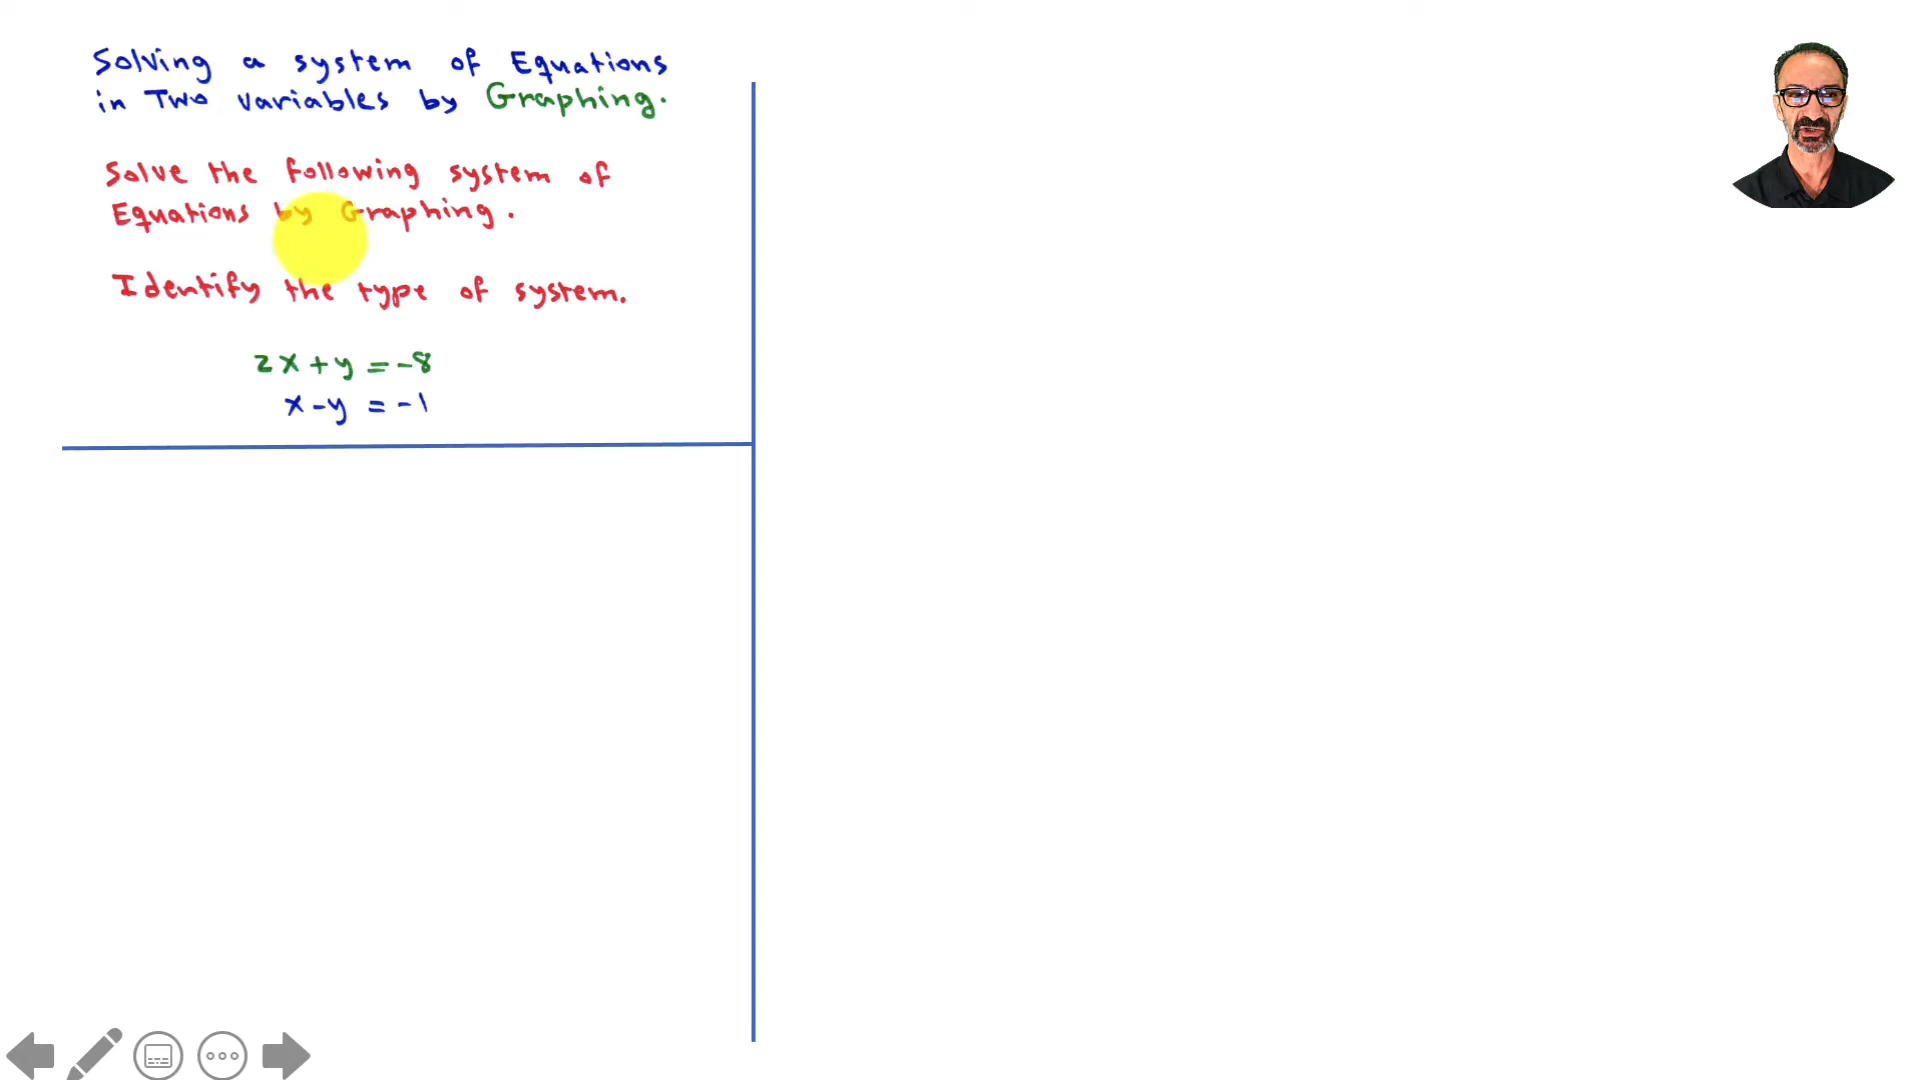 Solving a system of Equations
in Two variables by Graphing.
Solve the following system of
Equations by Graphing.
Identify the type of system.
2x + y = -8
x - y = -1